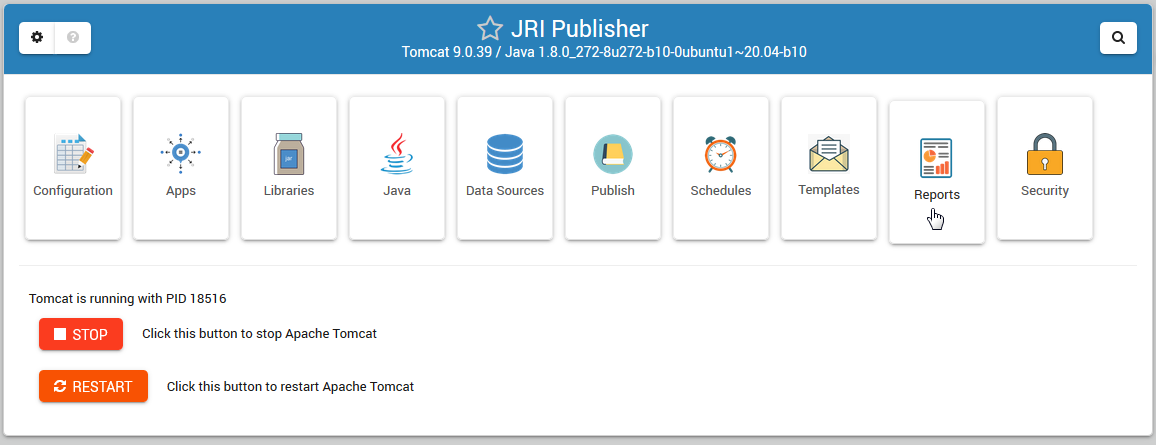 JRI Publisher
Tomcat 9.0.39 / Java 1.8.0_272-8u272-b10-0ubuntu1~20.04-b10
Configuration
Apps
Libraries
Java
Data Sources
Publish
Schedules
Templates
Reports
Security
Tomcat is running with PID 18516
STOP Click this button to stop Apache Tomcat
RESTART Click this button to restart Apache Tomcat